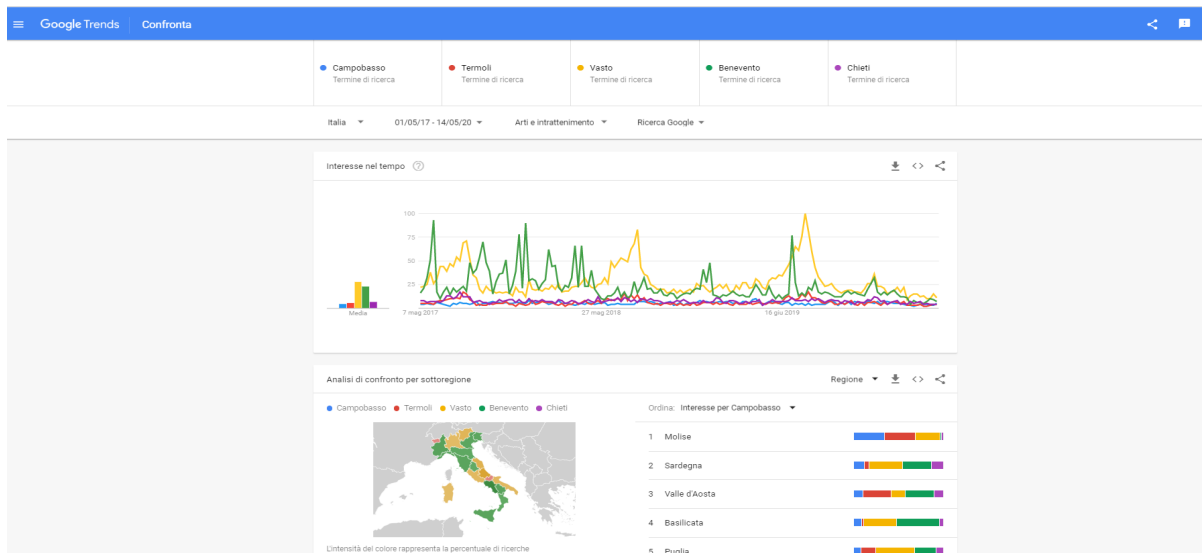 Google Trends Confronta
Campobasso Termoli Vasto Benevento Chieti
Termine di ricerca Termine di ricerca Termine di ricerca Termine di ricerca Termine di ricerca
Italia 01/05/17 - 14/05/20 Arti e intrattenimento Ricerca Google
Interesse nel tempo
100
75
50
25
Media 7 mag 2017 27 mag 2018 16 giu 2019
Analisi di confronto per sottoregione Regione
Campobasso Termoli Vasto Benevento Chieti Ordina: Interesse per Campobasso
1 Molise
2 Sardegna
3 Valle d'Aosta
4 Basilicata
5 Puglia
L'intensità del colore rappresenta la percentuale di ricerche